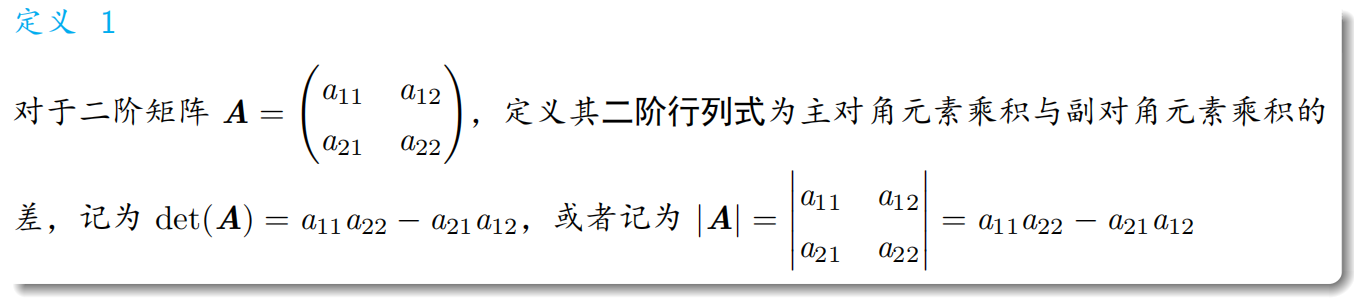 定义 1
对于二阶矩阵 $\boldsymbol{A} = \begin{pmatrix} a_{11} & a_{12} \\ a_{21} & a_{22} \end{pmatrix}$，定义其二阶行列式为主对角元素乘积与副对角元素乘积的
差，记为 $\det(\boldsymbol{A}) = a_{11}a_{22} - a_{21}a_{12}$，或者记为 $|\boldsymbol{A}| = \begin{vmatrix} a_{11} & a_{12} \\ a_{21} & a_{22} \end{vmatrix} = a_{11}a_{22} - a_{21}a_{12}$